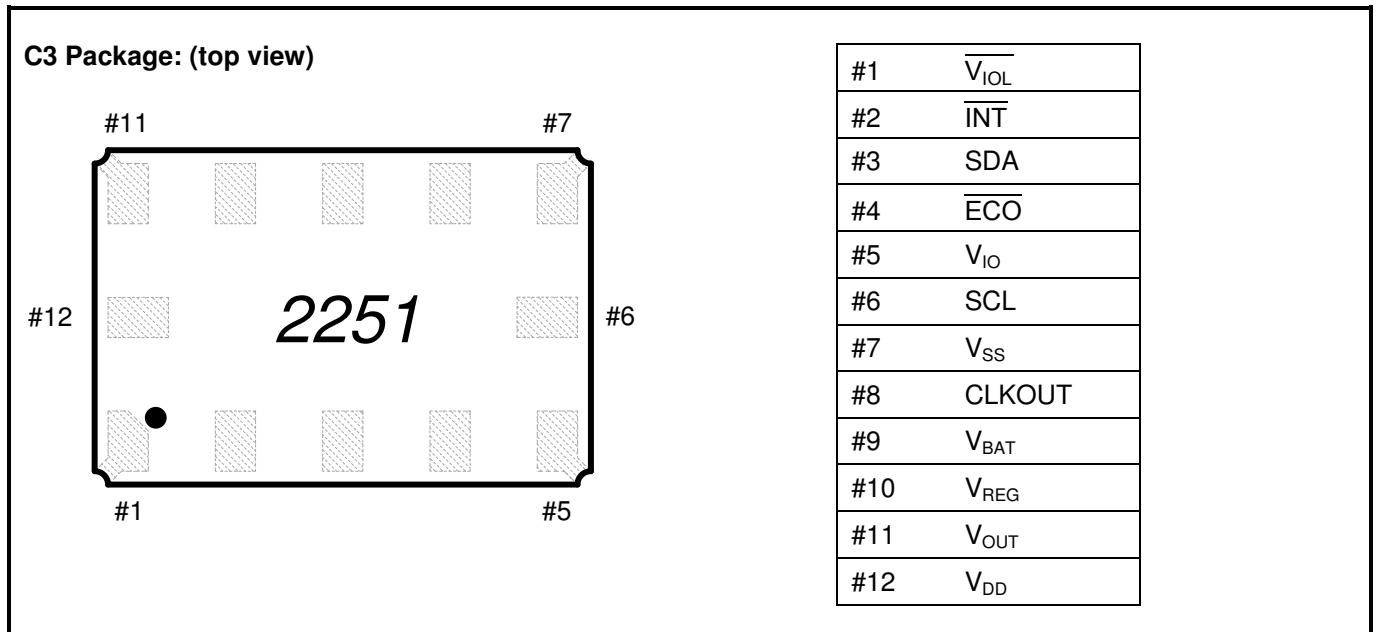 C3 Package: (top view)
#11 #7
#12 2251 #6
#1 #5
#1 V̅I̅O̅L̅
#2 I̅N̅T̅
#3 SDA
#4 E̅C̅O̅
#5 VIO
#6 SCL
#7 VSS
#8 CLKOUT
#9 VBAT
#10 VREG
#11 VOUT
#12 VDD